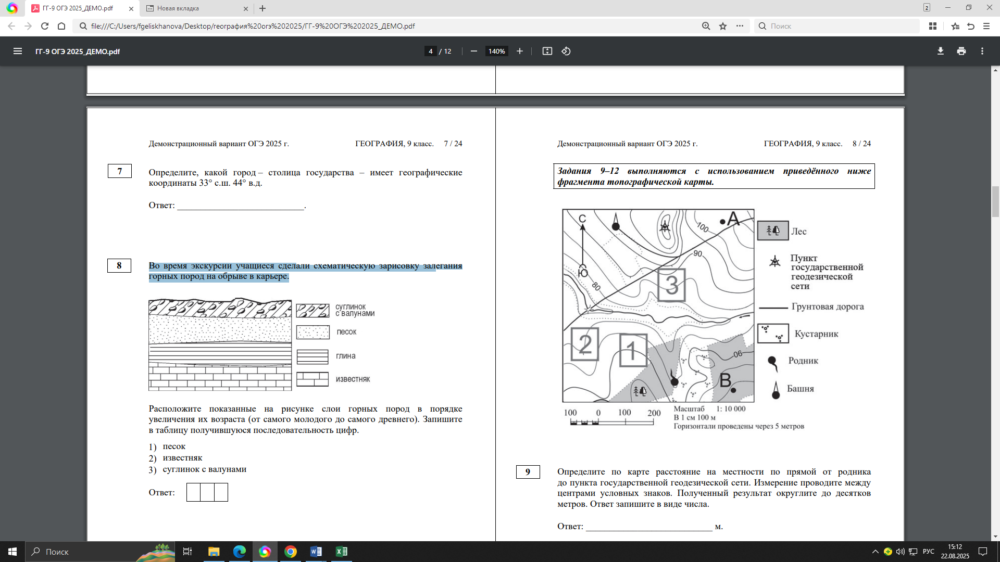 ГГ-9 ОГЭ 2025_ДЕМО.pdf
Новая вкладка
2
file:///C:/Users/fgeliskhanova/Desktop/география%20огэ%202025/ГГ-9%20ОГЭ%202025_ДЕМО.pdf
Поиск
ГГ-9 ОГЭ 2025_ДЕМО.pdf
4 / 12
140%
Демонстрационный вариант ОГЭ 2025 г. ГЕОГРАФИЯ, 9 класс. 7 / 24
7
Определите, какой город – столица государства – имеет географические
координаты 33° с.ш. 44° в.д.
Ответ: ___________________________.
8
Во время экскурсии учащиеся сделали схематическую зарисовку залегания
горных пород на обрыве в карьере.
суглинок
с валунами
песок
глина
известняк
Расположите показанные на рисунке слои горных пород в порядке
увеличения их возраста (от самого молодого до самого древнего). Запишите
в таблицу получившуюся последовательность цифр.
1) песок
2) известняк
3) суглинок с валунами
Ответ:
Демонстрационный вариант ОГЭ 2025 г. ГЕОГРАФИЯ, 9 класс. 8 / 24
Задания 9–12 выполняются с использованием приведённого ниже
фрагмента топографической карты.
С
Ю
А
100
90
80
3
2
1
90
В
Лес
Пункт
государственной
геодезической
сети
Грунтовая дорога
Кустарник
Родник
Башня
100 0 100 200
Масштаб 1: 10 000
В 1 см 100 м
Горизонтали проведены через 5 метров
9
Определите по карте расстояние на местности по прямой от родника
до пункта государственной геодезической сети. Измерение проводите между
центрами условных знаков. Полученный результат округлите до десятков
метров. Ответ запишите в виде числа.
Ответ: ___________________________ м.
Поиск
РУС
15:12
22.08.2025